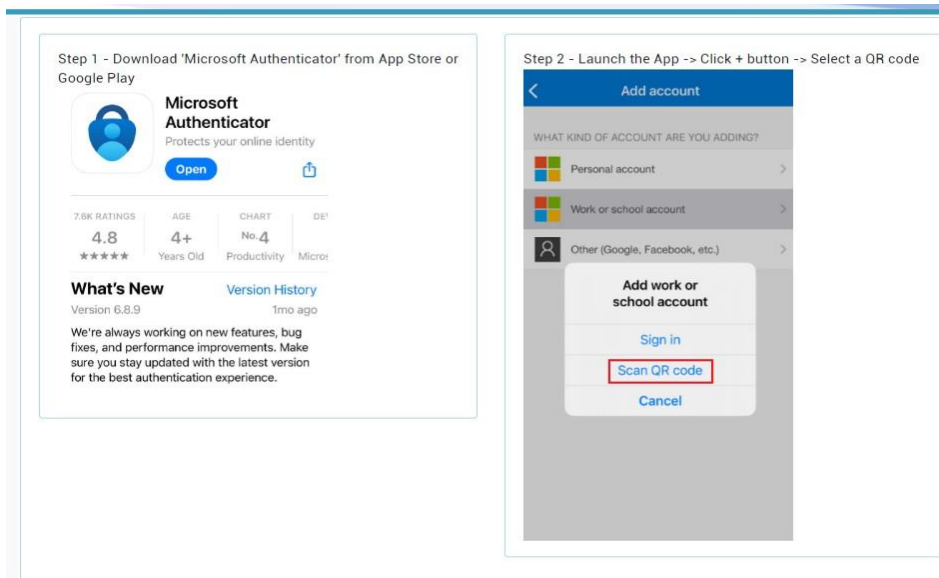 Step 1 - Download 'Microsoft Authenticator' from App Store or
Google Play
Microsoft
Authenticator
Protects your online identity
Open
7.6K RATINGS
4.8
★★★★★
AGE
4+
Years Old
CHART
No.4
Productivity
DE
Micro
What's New
Version History
Version 6.8.9
1mo ago
We're always working on new features, bug
fixes, and performance improvements. Make
sure you stay updated with the latest version
for the best authentication experience.
Step 2 - Launch the App -> Click + button -> Select a QR code
Add account
WHAT KIND OF ACCOUNT ARE YOU ADDING?
Personal account
Work or school account
Other (Google, Facebook, etc.)
Add work or
school account
Sign in
Scan QR code
Cancel